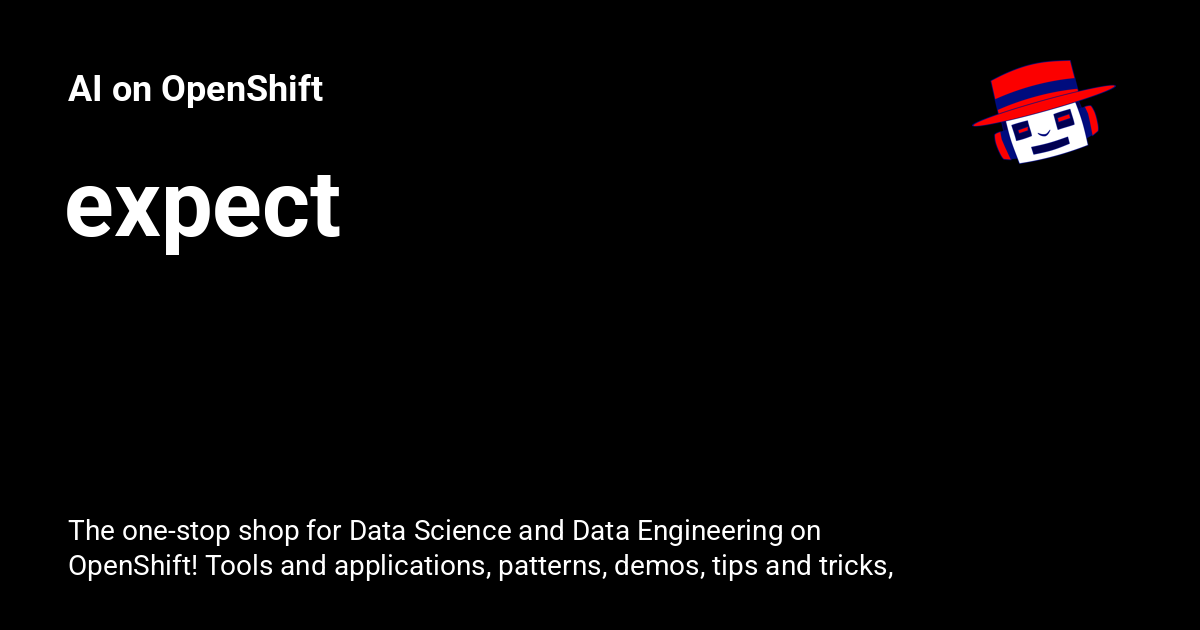 AI on OpenShift
expect
The one-stop shop for Data Science and Data Engineering on
OpenShift! Tools and applications, patterns, demos, tips and tricks,